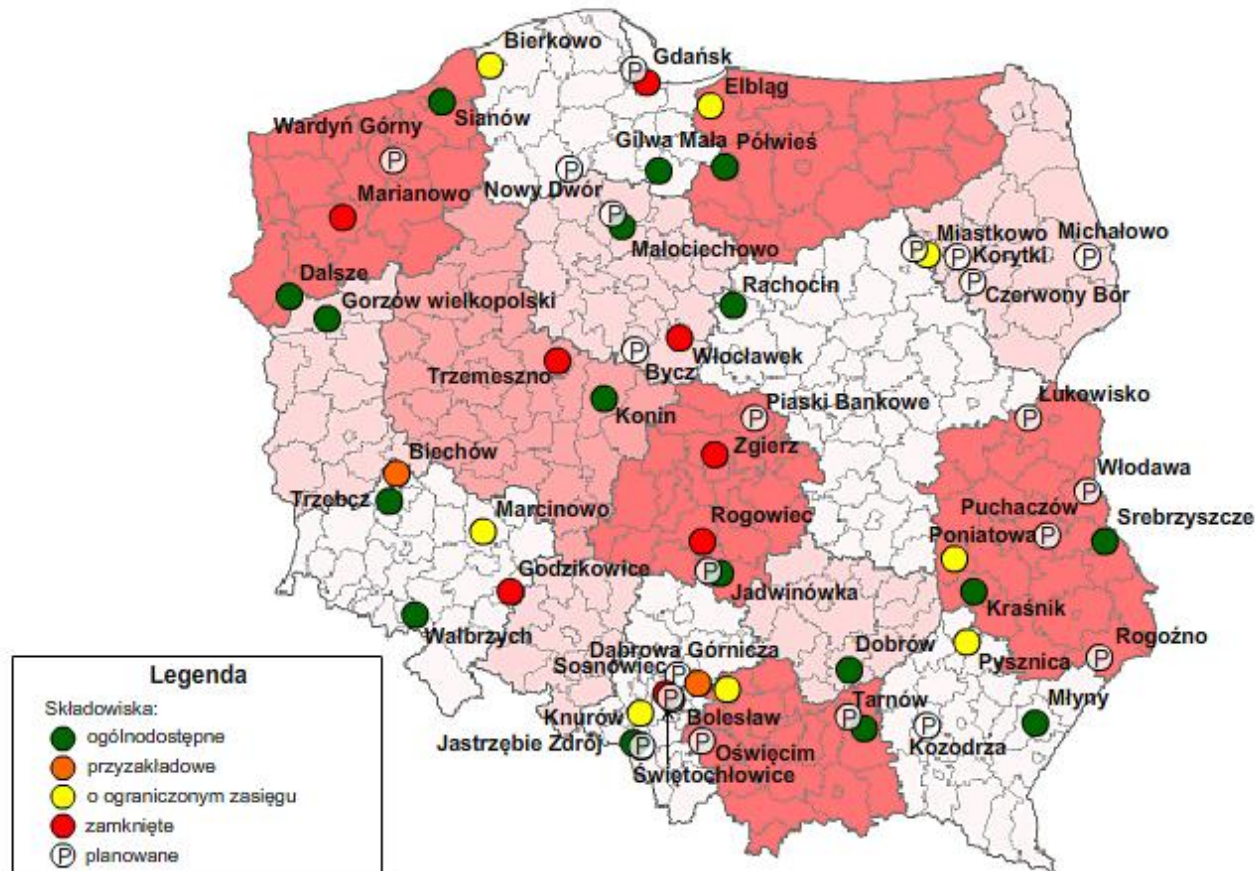 Bierkowo
Gdańsk
Elbląg
Sianów
Wardyń Górny
Gilwa Mała
Półwieś
Marianowo
Nowy Dwór
Małociechowo
Miastkowo
Michałowo
Korytki
Dalsze
Gorzów wielkopolski
Rachocin
Czerwony Bór
Włocławek
Trzemeszno
Bycz
Konin
Piaski Bankowe
Łukowisko
Zgierz
Biechów
Włodawa
Trzebcz
Marcinowo
Rogowiec
Puchaczów
Srebrzyszcze
Poniatowa
Godzikowice
Jadwinówka
Kraśnik
Wałbrzych
Dąbrowa Górnicza
Dobrów
Rogoźno
Sosnowiec
Pysznica
Tarnów
Młyny
Knurów
Bolesław
Jastrzębie Zdrój
Oświęcim
Kozodrza
Świętochłowice
Legenda
Składowiska:
ogólnodostępne
przyzakładowe
o ograniczonym zasięgu
zamknięte
P planowane